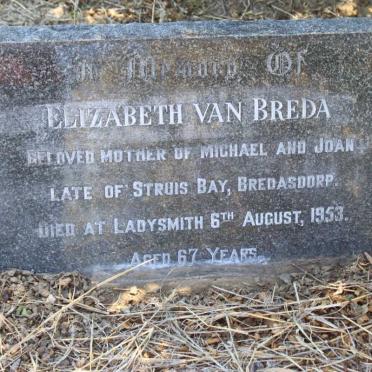 In Memory Of
ELIZABETH VAN BREDA
BELOVED MOTHER OF MICHAEL AND JOAN
LATE OF STRUIS BAY, BREDASDORP.
DIED AT LADYSMITH 6TH AUGUST, 1953.
AGED 67 YEARS.